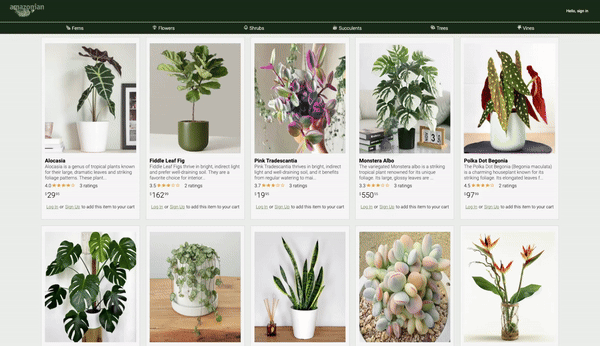 amazonian
Hello, sign in
Ferns
Flowers
Shrubs
Succulents
Trees
Vines
Alocasia
Alocasia is a genus of tropical plants known
for their large, dramatic leaves and striking
foliage patterns. These plant...
4.0 3 ratings
$29
Log In or Sign Up to add this item to your cart
Fiddle Leaf Fig
Fiddle Leaf Figs thrive in bright, indirect light
and prefer well-draining soil. They are a
favorite choice for interior...
3.5 2 ratings
$162
Log In or Sign Up to add this item to your cart
Pink Tradescantia
Pink Tradescantia thrives in bright, indirect
light and well-draining soil, and it benefits
from regular watering to mai...
3.7 3 ratings
$19
Log In or Sign Up to add this item to your cart
Monstera Albo
The variegated Monstera albo is a striking
tropical plant renowned for its unique
foliage. Its large, glossy leaves are ...
3.3 3 ratings
$550
Log In or Sign Up to add this item to your cart
Polka Dot Begonia
The Polka Dot Begonia (Begonia maculata)
is a charming houseplant known for its
striking foliage. Its elongated leaves f...
4.5 2 ratings
$97
Log In or Sign Up to add this item to your cart